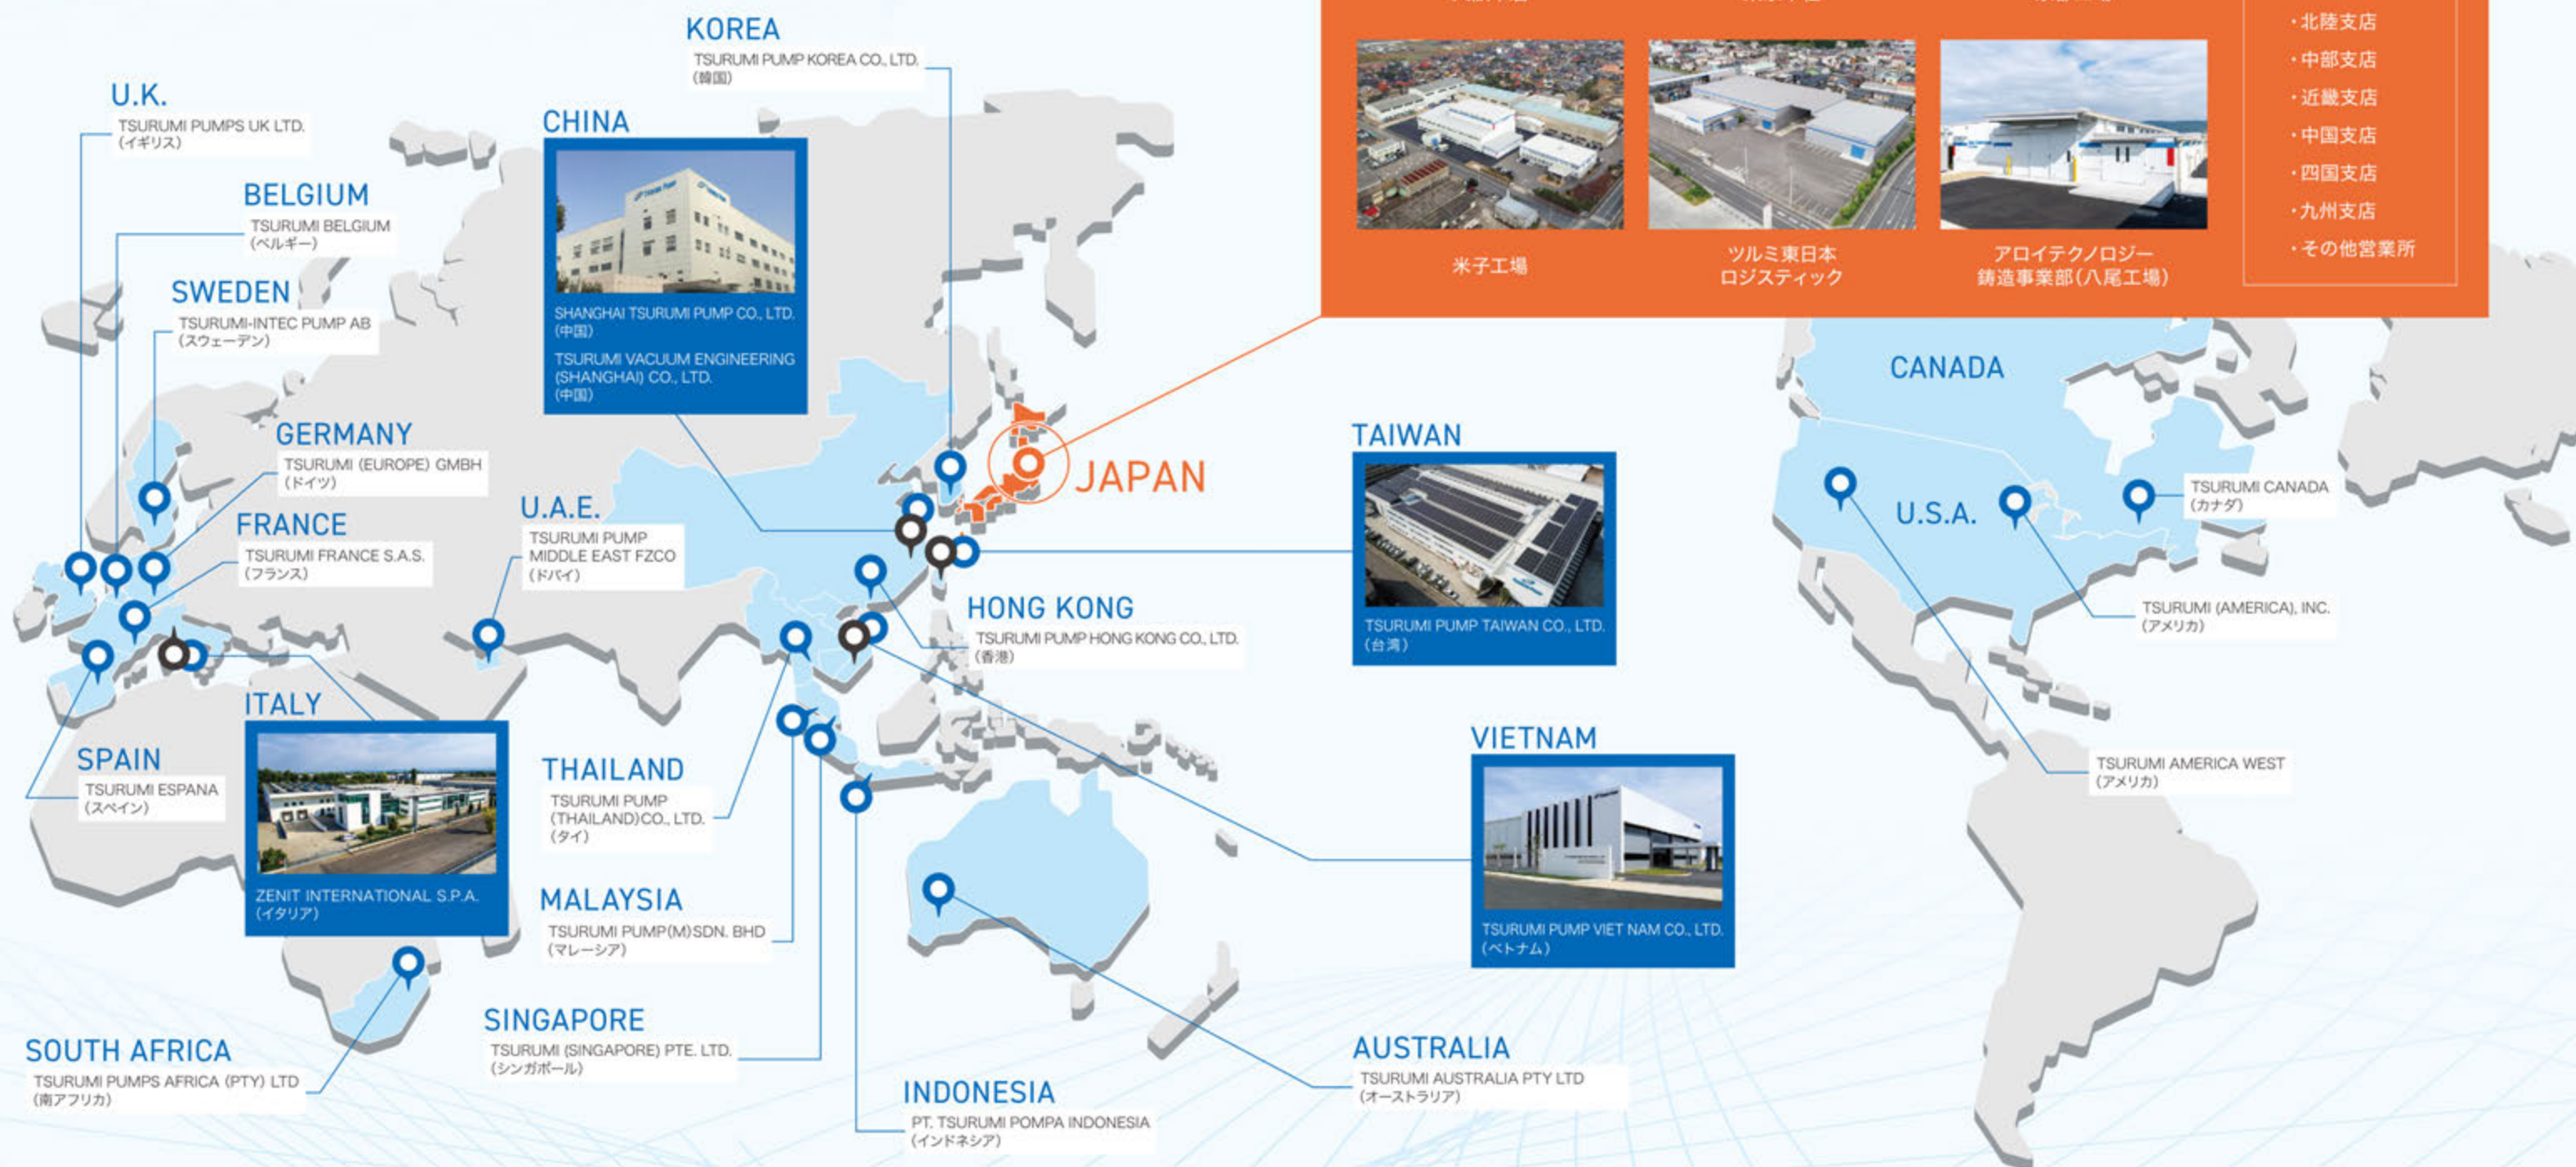 KOREA
TSURUMI PUMP KOREA CO., LTD.
(韓国)
U.K.
TSURUMI PUMPS UK LTD.
(イギリス)
CHINA
SHANGHAI TSURUMI PUMP CO., LTD.
(中国)
TSURUMI VACUUM ENGINEERING
(SHANGHAI) CO., LTD.
(中国)
BELGIUM
TSURUMI BELGIUM
(ベルギー)
SWEDEN
TSURUMI-INTEC PUMP AB
(スウェーデン)
GERMANY
TSURUMI (EUROPE) GMBH
(ドイツ)
FRANCE
TSURUMI FRANCE S.A.S.
(フランス)
U.A.E.
TSURUMI PUMP
MIDDLE EAST FZCO
(ドバイ)
ITALY
ZENIT INTERNATIONAL S.P.A.
(イタリア)
SPAIN
TSURUMI ESPANA
(スペイン)
SOUTH AFRICA
TSURUMI PUMPS AFRICA (PTY) LTD
(南アフリカ)
THAILAND
TSURUMI PUMP
(THAILAND)CO., LTD.
(タイ)
MALAYSIA
TSURUMI PUMP(M)SDN. BHD
(マレーシア)
SINGAPORE
TSURUMI (SINGAPORE) PTE. LTD.
(シンガポール)
INDONESIA
PT. TSURUMI POMPA INDONESIA
(インドネシア)
HONG KONG
TSURUMI PUMP HONG KONG CO., LTD.
(香港)
JAPAN
米子工場
ツルミ東日本
ロジスティック
アロイテクノロジー
鋳造事業部(八尾工場)
・北陸支店
・中部支店
・近畿支店
・中国支店
・四国支店
・九州支店
・その他営業所
TAIWAN
TSURUMI PUMP TAIWAN CO., LTD.
(台湾)
VIETNAM
TSURUMI PUMP VIET NAM CO., LTD.
(ベトナム)
AUSTRALIA
TSURUMI AUSTRALIA PTY LTD
(オーストラリア)
CANADA
TSURUMI CANADA
(カナダ)
U.S.A.
TSURUMI (AMERICA), INC.
(アメリカ)
TSURUMI AMERICA WEST
(アメリカ)